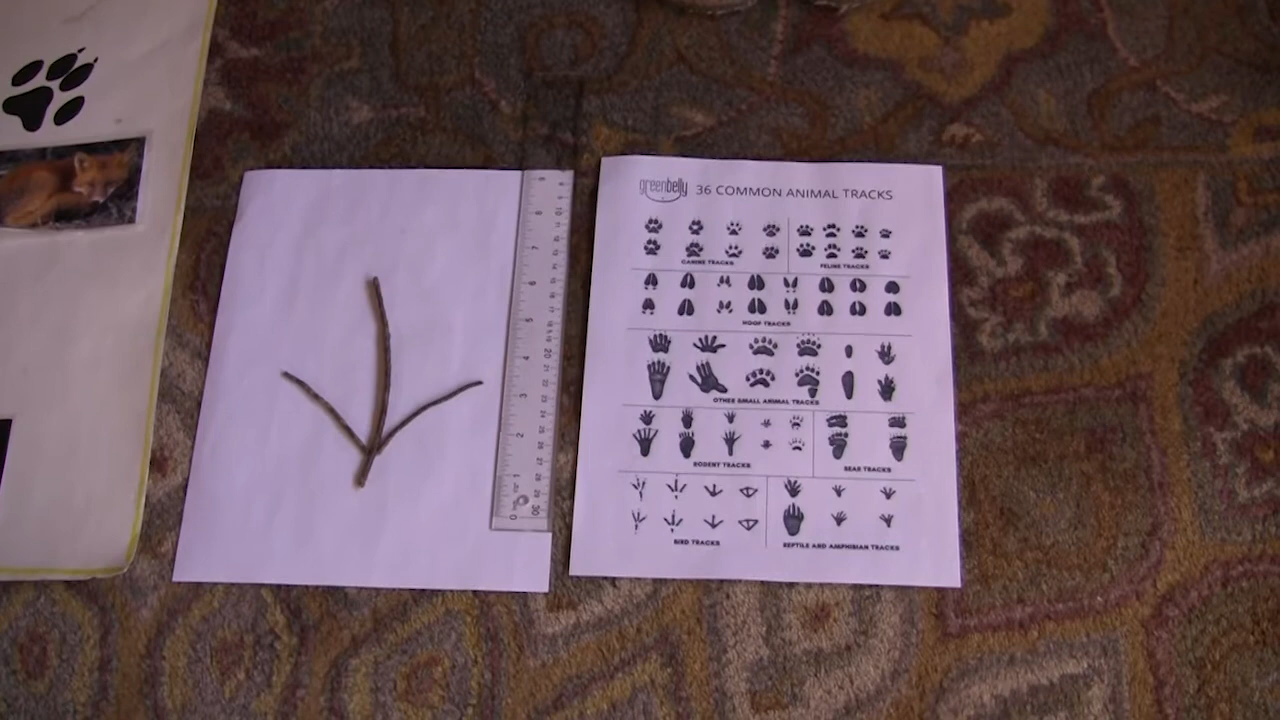 greenbelly 36 COMMON ANIMAL TRACKS
CANINE TRACKS FELINE TRACKS
HOOF TRACKS
OTHER SMALL ANIMAL TRACKS
RODENT TRACKS BEAR TRACKS
BIRD TRACKS REPTILE AND AMPHIBIAN TRACKS